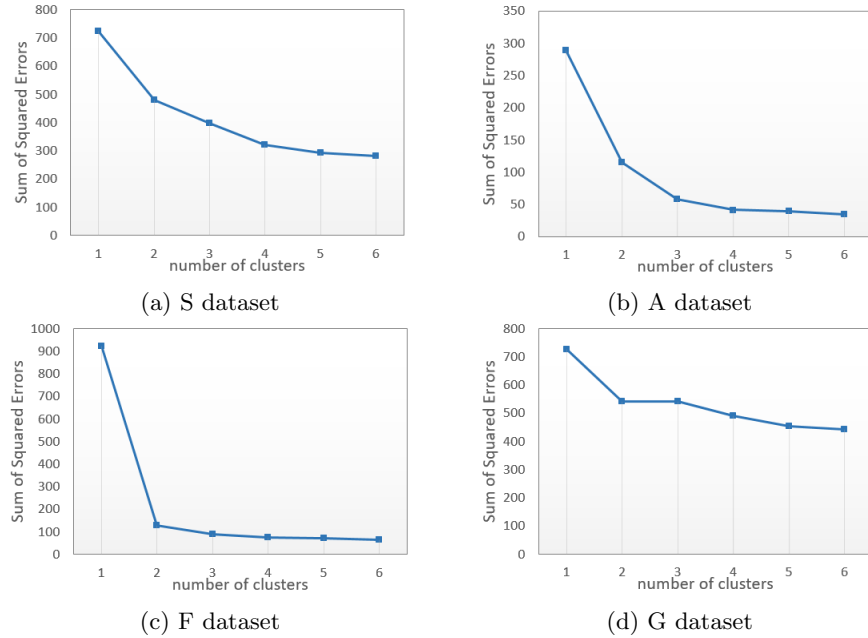 800
700
600
500
400
300
200
100
0
Sum of Squared Errors
1 2 3 4 5 6
number of clusters
(a) S dataset
350
300
250
200
150
100
50
0
Sum of Squared Errors
1 2 3 4 5 6
number of clusters
(b) A dataset
1000
900
800
700
600
500
400
300
200
100
0
Sum of Squared Errors
1 2 3 4 5 6
number of clusters
(c) F dataset
800
700
600
500
400
300
200
100
0
Sum of Squared Errors
1 2 3 4 5 6
number of clusters
(d) G dataset